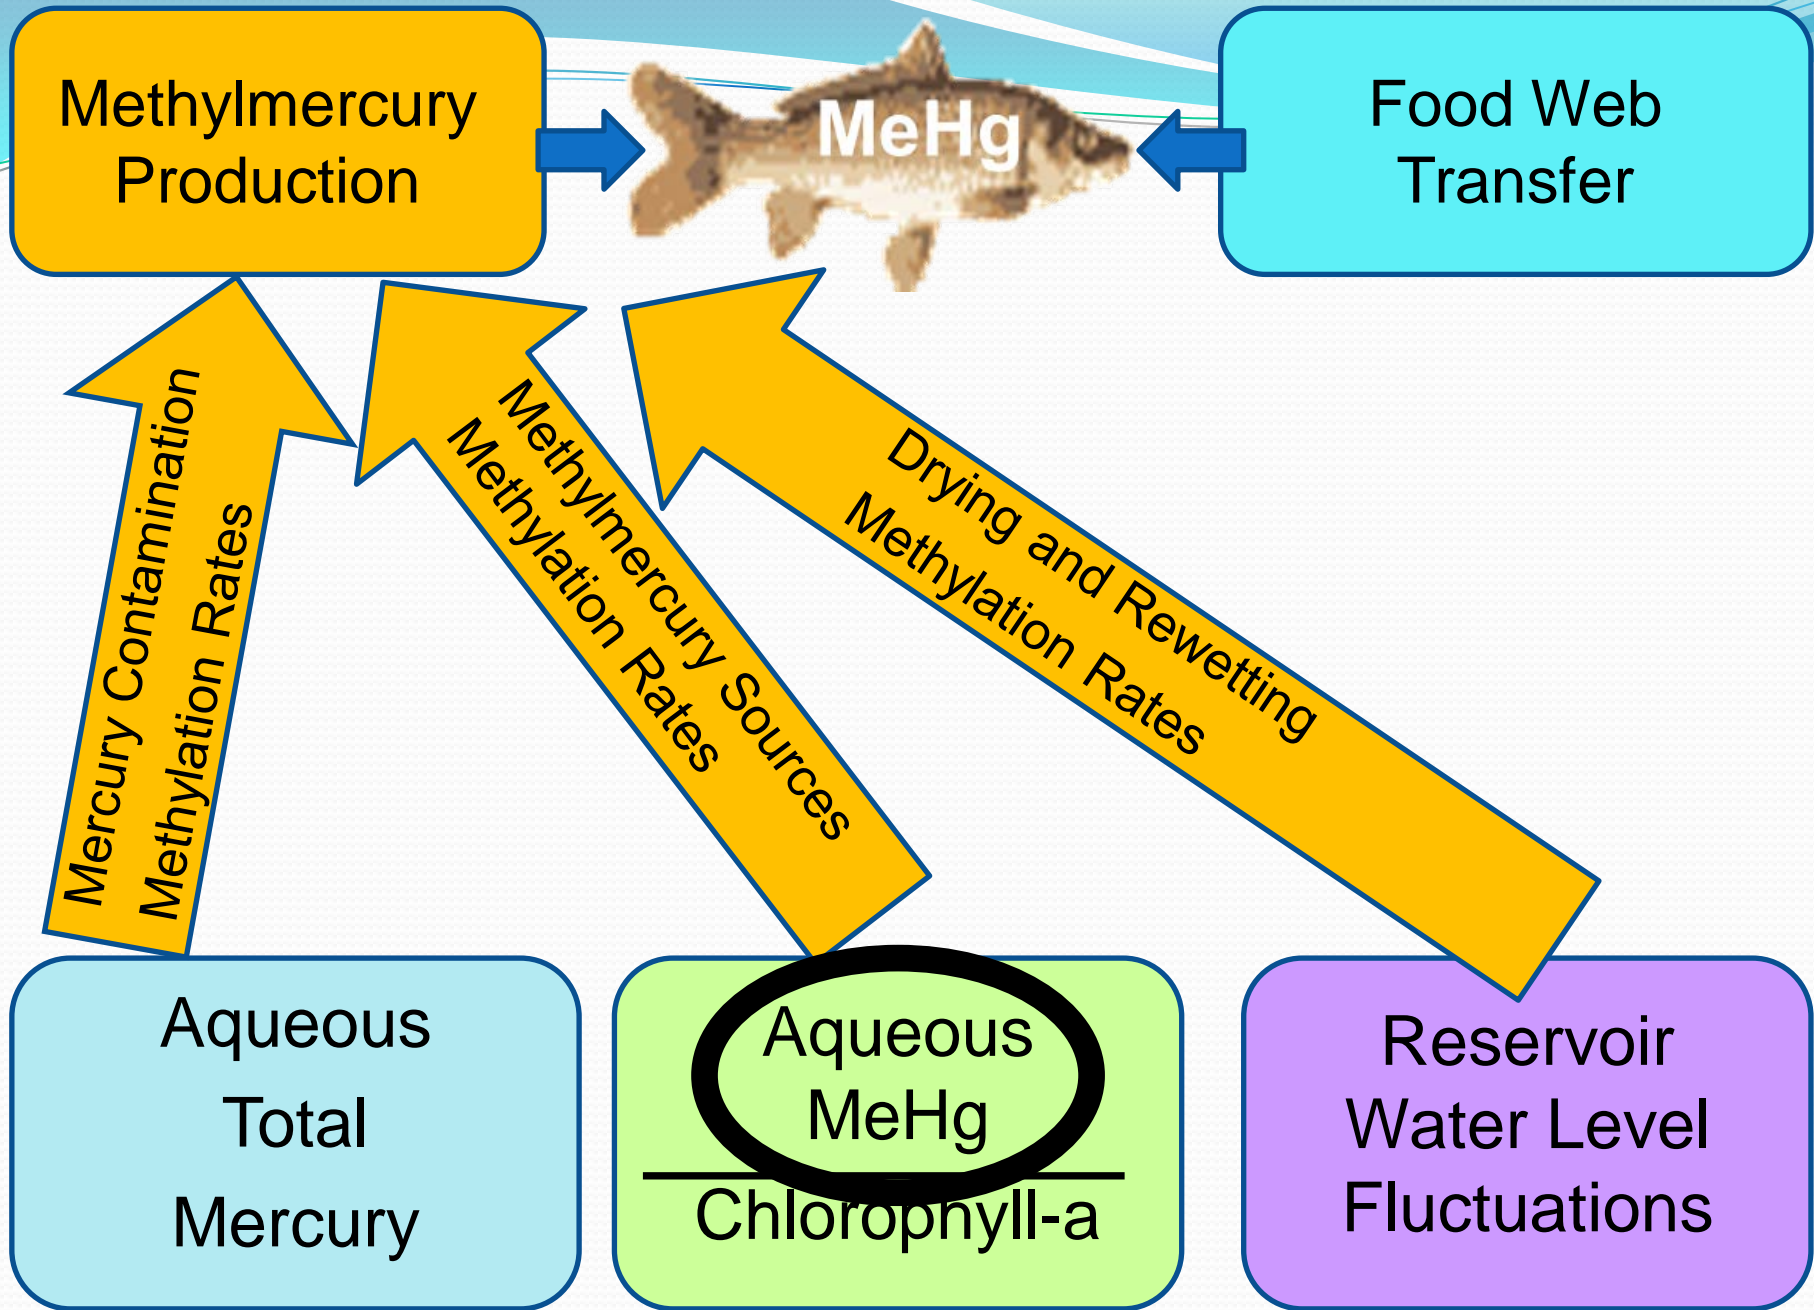 Methylmercury
Production
MeHg
Food Web
Transfer
Mercury Contamination
Methylation Rates
Methylmercury Sources
Methylation Rates
Drying and Rewetting
Methylation Rates
Aqueous
Total
Mercury
Aqueous
MeHg
Chlorophyll-a
Reservoir
Water Level
Fluctuations